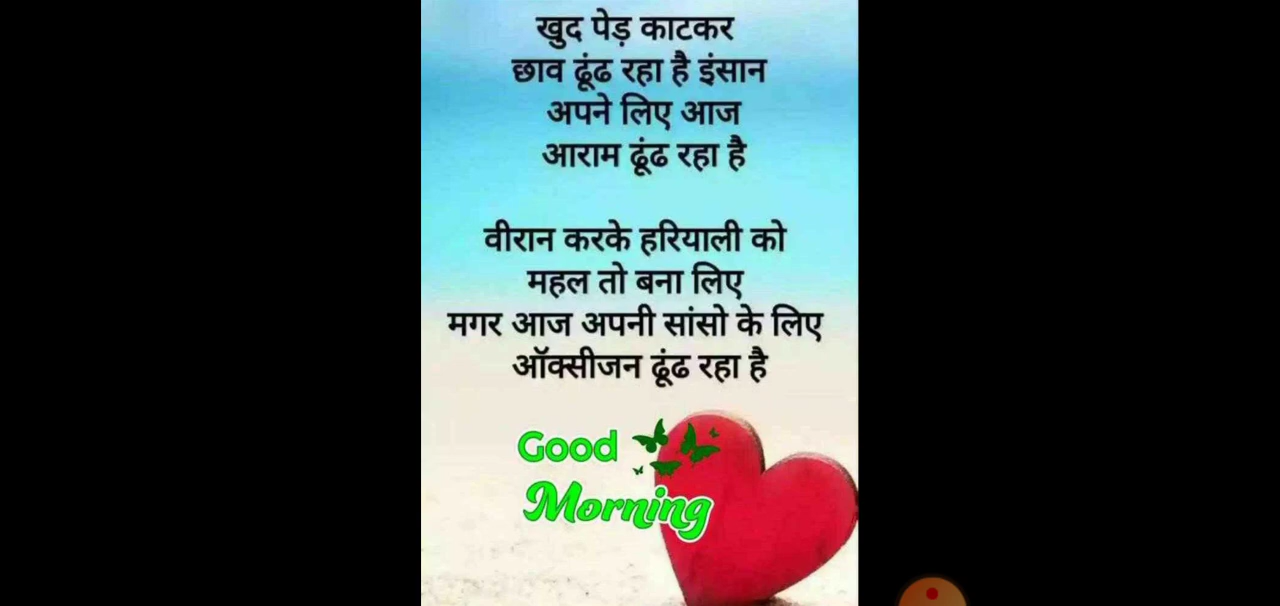 खुद पेड़ काटकर
छाव ढूंढ रहा है इंसान
अपने लिए आज
आराम ढूंढ रहा है
वीरान करके हरियाली को
महल तो बना लिए
मगर आज अपनी सांसो के लिए
ऑक्सीजन ढूंढ रहा है
Good
Morning